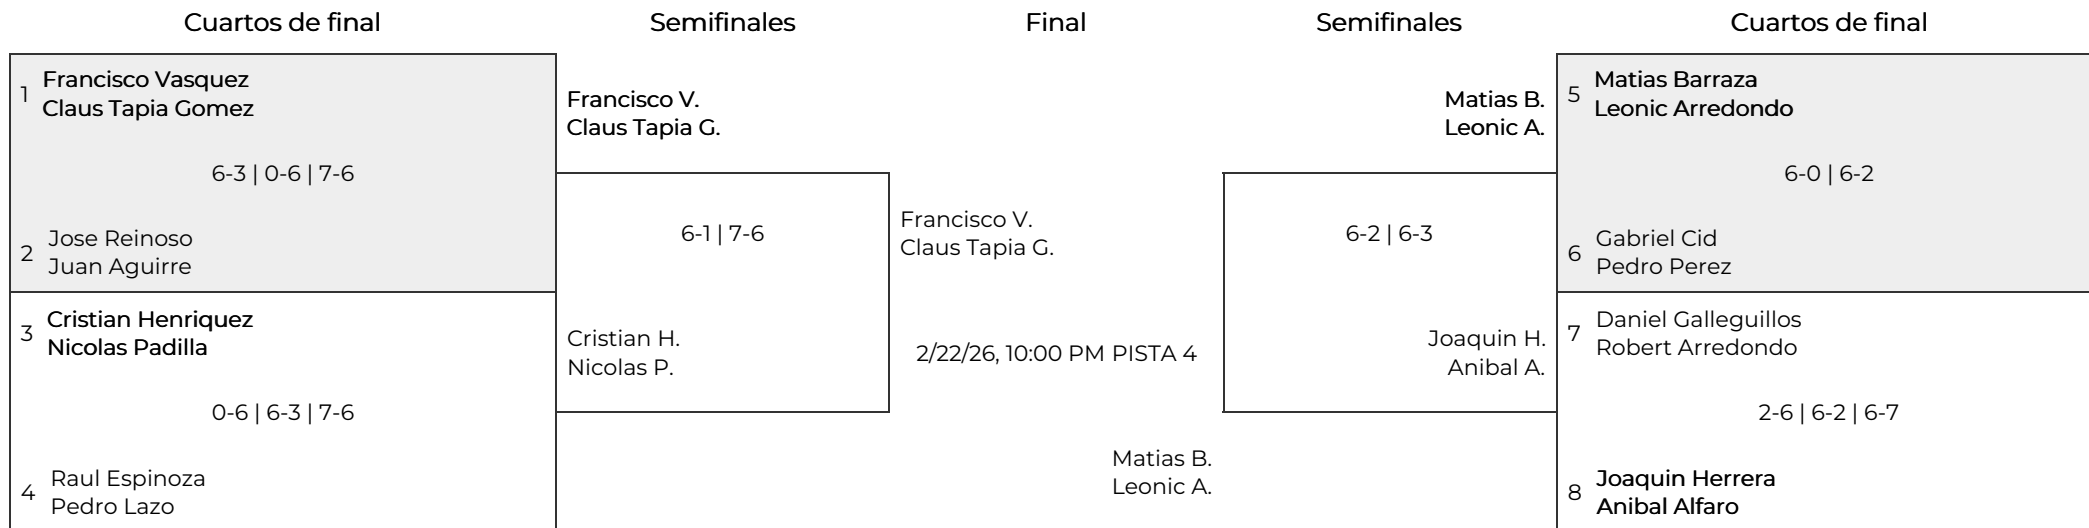 Cuartos de final
Semifinales
Final
Semifinales
Cuartos de final
1
Francisco Vasquez
Claus Tapia Gomez
6-3 | 0-6 | 7-6
2
Jose Reinoso
Juan Aguirre
3
Cristian Henriquez
Nicolas Padilla
0-6 | 6-3 | 7-6
4
Raul Espinoza
Pedro Lazo
Francisco V.
Claus Tapia G.
6-1 | 7-6
Cristian H.
Nicolas P.
Francisco V.
Claus Tapia G.
2/22/26, 10:00 PM PISTA 4
Matias B.
Leonic A.
Matias B.
Leonic A.
6-2 | 6-3
Joaquin H.
Anibal A.
5
Matias Barraza
Leonic Arredondo
6-0 | 6-2
6
Gabriel Cid
Pedro Perez
7
Daniel Galleguillos
Robert Arredondo
2-6 | 6-2 | 6-7
8
Joaquin Herrera
Anibal Alfaro